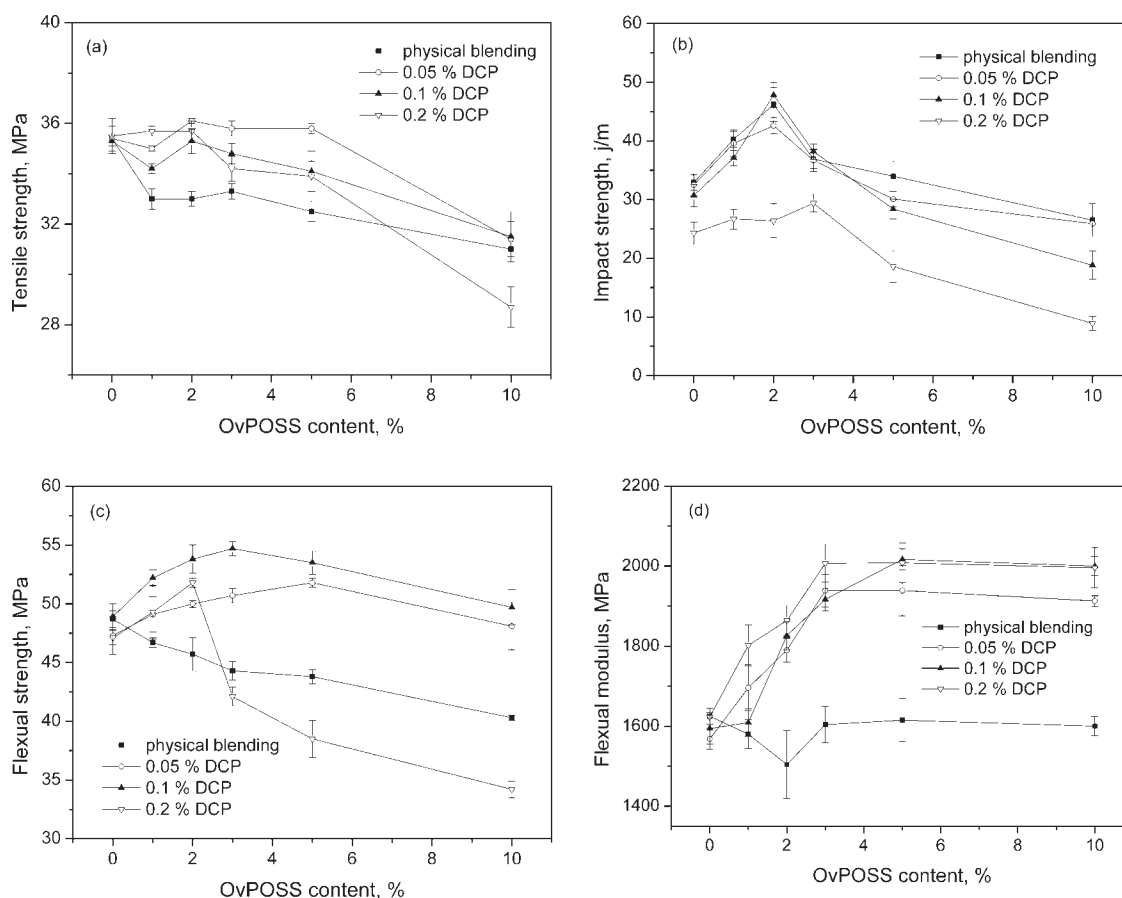 (a)
physical blending
0.05 % DCP
0.1 % DCP
0.2 % DCP
Tensile strength, MPa
40
36
32
28
0 2 4 6 8 10
OvPOSS content, %
(b)
physical blending
0.05 % DCP
0.1 % DCP
0.2 % DCP
Impact strength, j/m
60
50
40
30
20
10
0
0 2 4 6 8 10
OvPOSS content, %
(c)
physical blending
0.05 % DCP
0.1 % DCP
0.2 % DCP
Flexual strength, MPa
60
55
50
45
40
35
30
0 2 4 6 8 10
OvPOSS content, %
(d)
physical blending
0.05 % DCP
0.1 % DCP
0.2 % DCP
Flexual modulus, MPa
2200
2000
1800
1600
1400
0 2 4 6 8 10
OvPOSS content, %